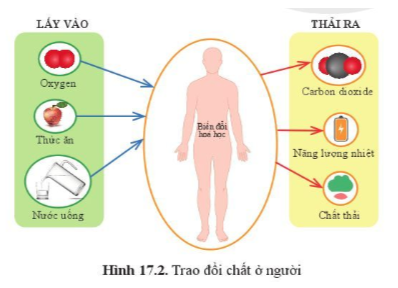 LẤY VÀO
Oxygen
Thức ăn
Nước uống
Biến đổi
hoá học
THẢI RA
Carbon dioxide
Năng lượng nhiệt
Chất thải
Hình 17.2. Trao đổi chất ở người